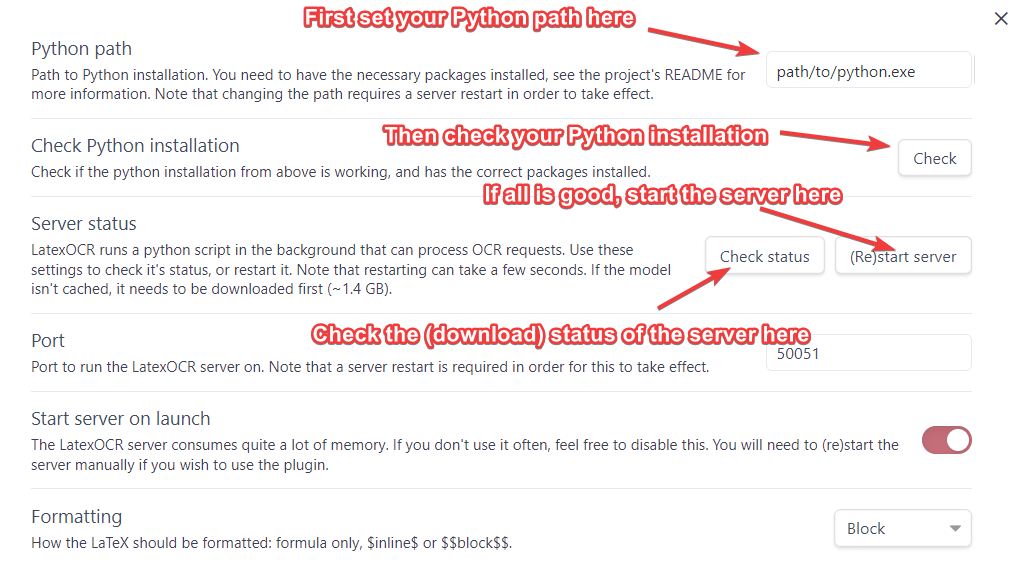 First set your Python path here
Python path
Path to Python installation. You need to have the necessary packages installed, see the project's README for
more information. Note that changing the path requires a server restart in order to take effect.
path/to/python.exe
Then check your Python installation
Check Python installation
Check if the python installation from above is working, and has the correct packages installed.
Check
If all is good, start the server here
Server status
LatexOCR runs a python script in the background that can process OCR requests. Use these
settings to check it's status, or restart it. Note that restarting can take a few seconds. If the model
isn't cached, it needs to be downloaded first (~1.4 GB).
Check status
(Re)start server
Check the (download) status of the server here
Port
Port to run the LatexOCR server on. Note that a server restart is required in order for this to take effect.
50051
Start server on launch
The LatexOCR server consumes quite a lot of memory. If you don't use it often, feel free to disable this. You will need to (re)start the
server manually if you wish to use the plugin.
Formatting
How the LaTeX should be formatted: formula only, $inline$ or $$block$$.
Block